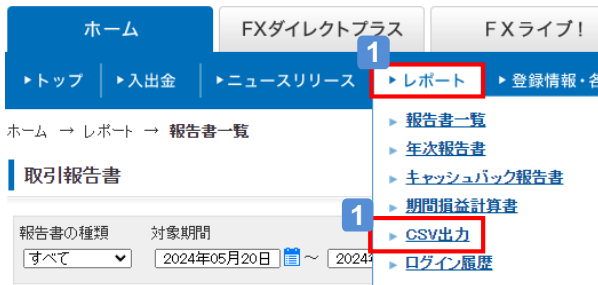 ホーム FXダイレクトプラス FXライブ!
1
▸トップ ▸入出金 ▸ニュースリリース ▸レポート ▸登録情報・各
ホーム → レポート → 報告書一覧
取引報告書
報告書の種類 対象期間
すべて 2024年05月20日 ~ 2024
報告書一覧
年次報告書
キャッシュバック報告書
期間損益計算書
1
CSV出力
ログイン履歴